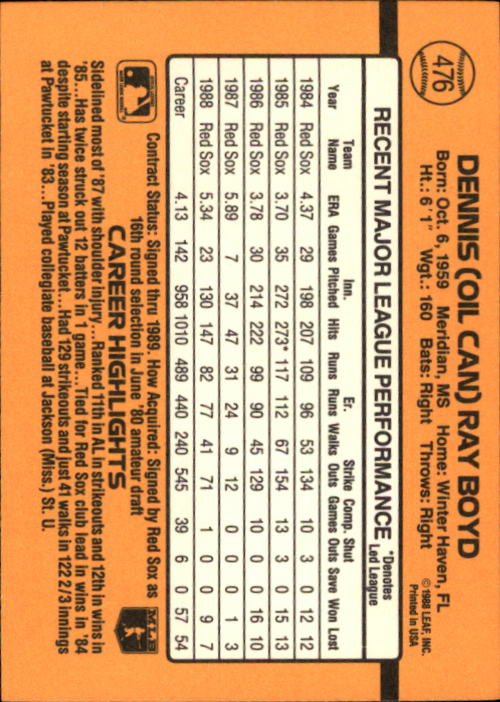 476
DENNIS (OIL CAN) RAY BOYD
Born: Oct. 6, 1959 Meridian, MS Home: Winter Haven, FL
Ht.: 6'1" Wgt.: 160 Bats: Right Throws: Right
© 1988 LEAF, INC.
Printed in USA
RECENT MAJOR LEAGUE PERFORMANCE
*Denotes
Led League
Team Inn. Er. Strike Comp. Shut
Year Name ERA Games Pitched Hits Runs Runs Walks Outs Games Outs Save Won Lost
1984 Red Sox 4.37 29 198 207 109 96 53 134 10 3 0 12 12
1985 Red Sox 3.70 35 272 273* 117 112 67 154 13 3 0 15 13
1986 Red Sox 3.78 30 214 222 99 90 45 129 10 0 0 16 10
1987 Red Sox 5.89 7 37 47 31 24 9 12 0 0 0 1 3
1988 Red Sox 5.34 23 130 147 82 77 41 71 1 0 0 9 7
Career 4.13 142 958 1010 489 440 240 545 39 6 0 57 54
Contract Status: Signed thru 1989. How Acquired: Signed by Red Sox as
16th round selection in June '80 amateur draft
MLB
CAREER HIGHLIGHTS
Sidelined most of '87 with shoulder injury...Ranked 11th in AL in strikeouts and 12th in wins in
'85...Has twice struck out 12 batters in 1 game...Tied for Red Sox club lead in wins in '84
despite starting season at Pawtucket...Had 129 strikeouts and just 41 walks in 122 2/3 innings
at Pawtucket in '83...Played collegiate baseball at Jackson (Miss.) St. U.